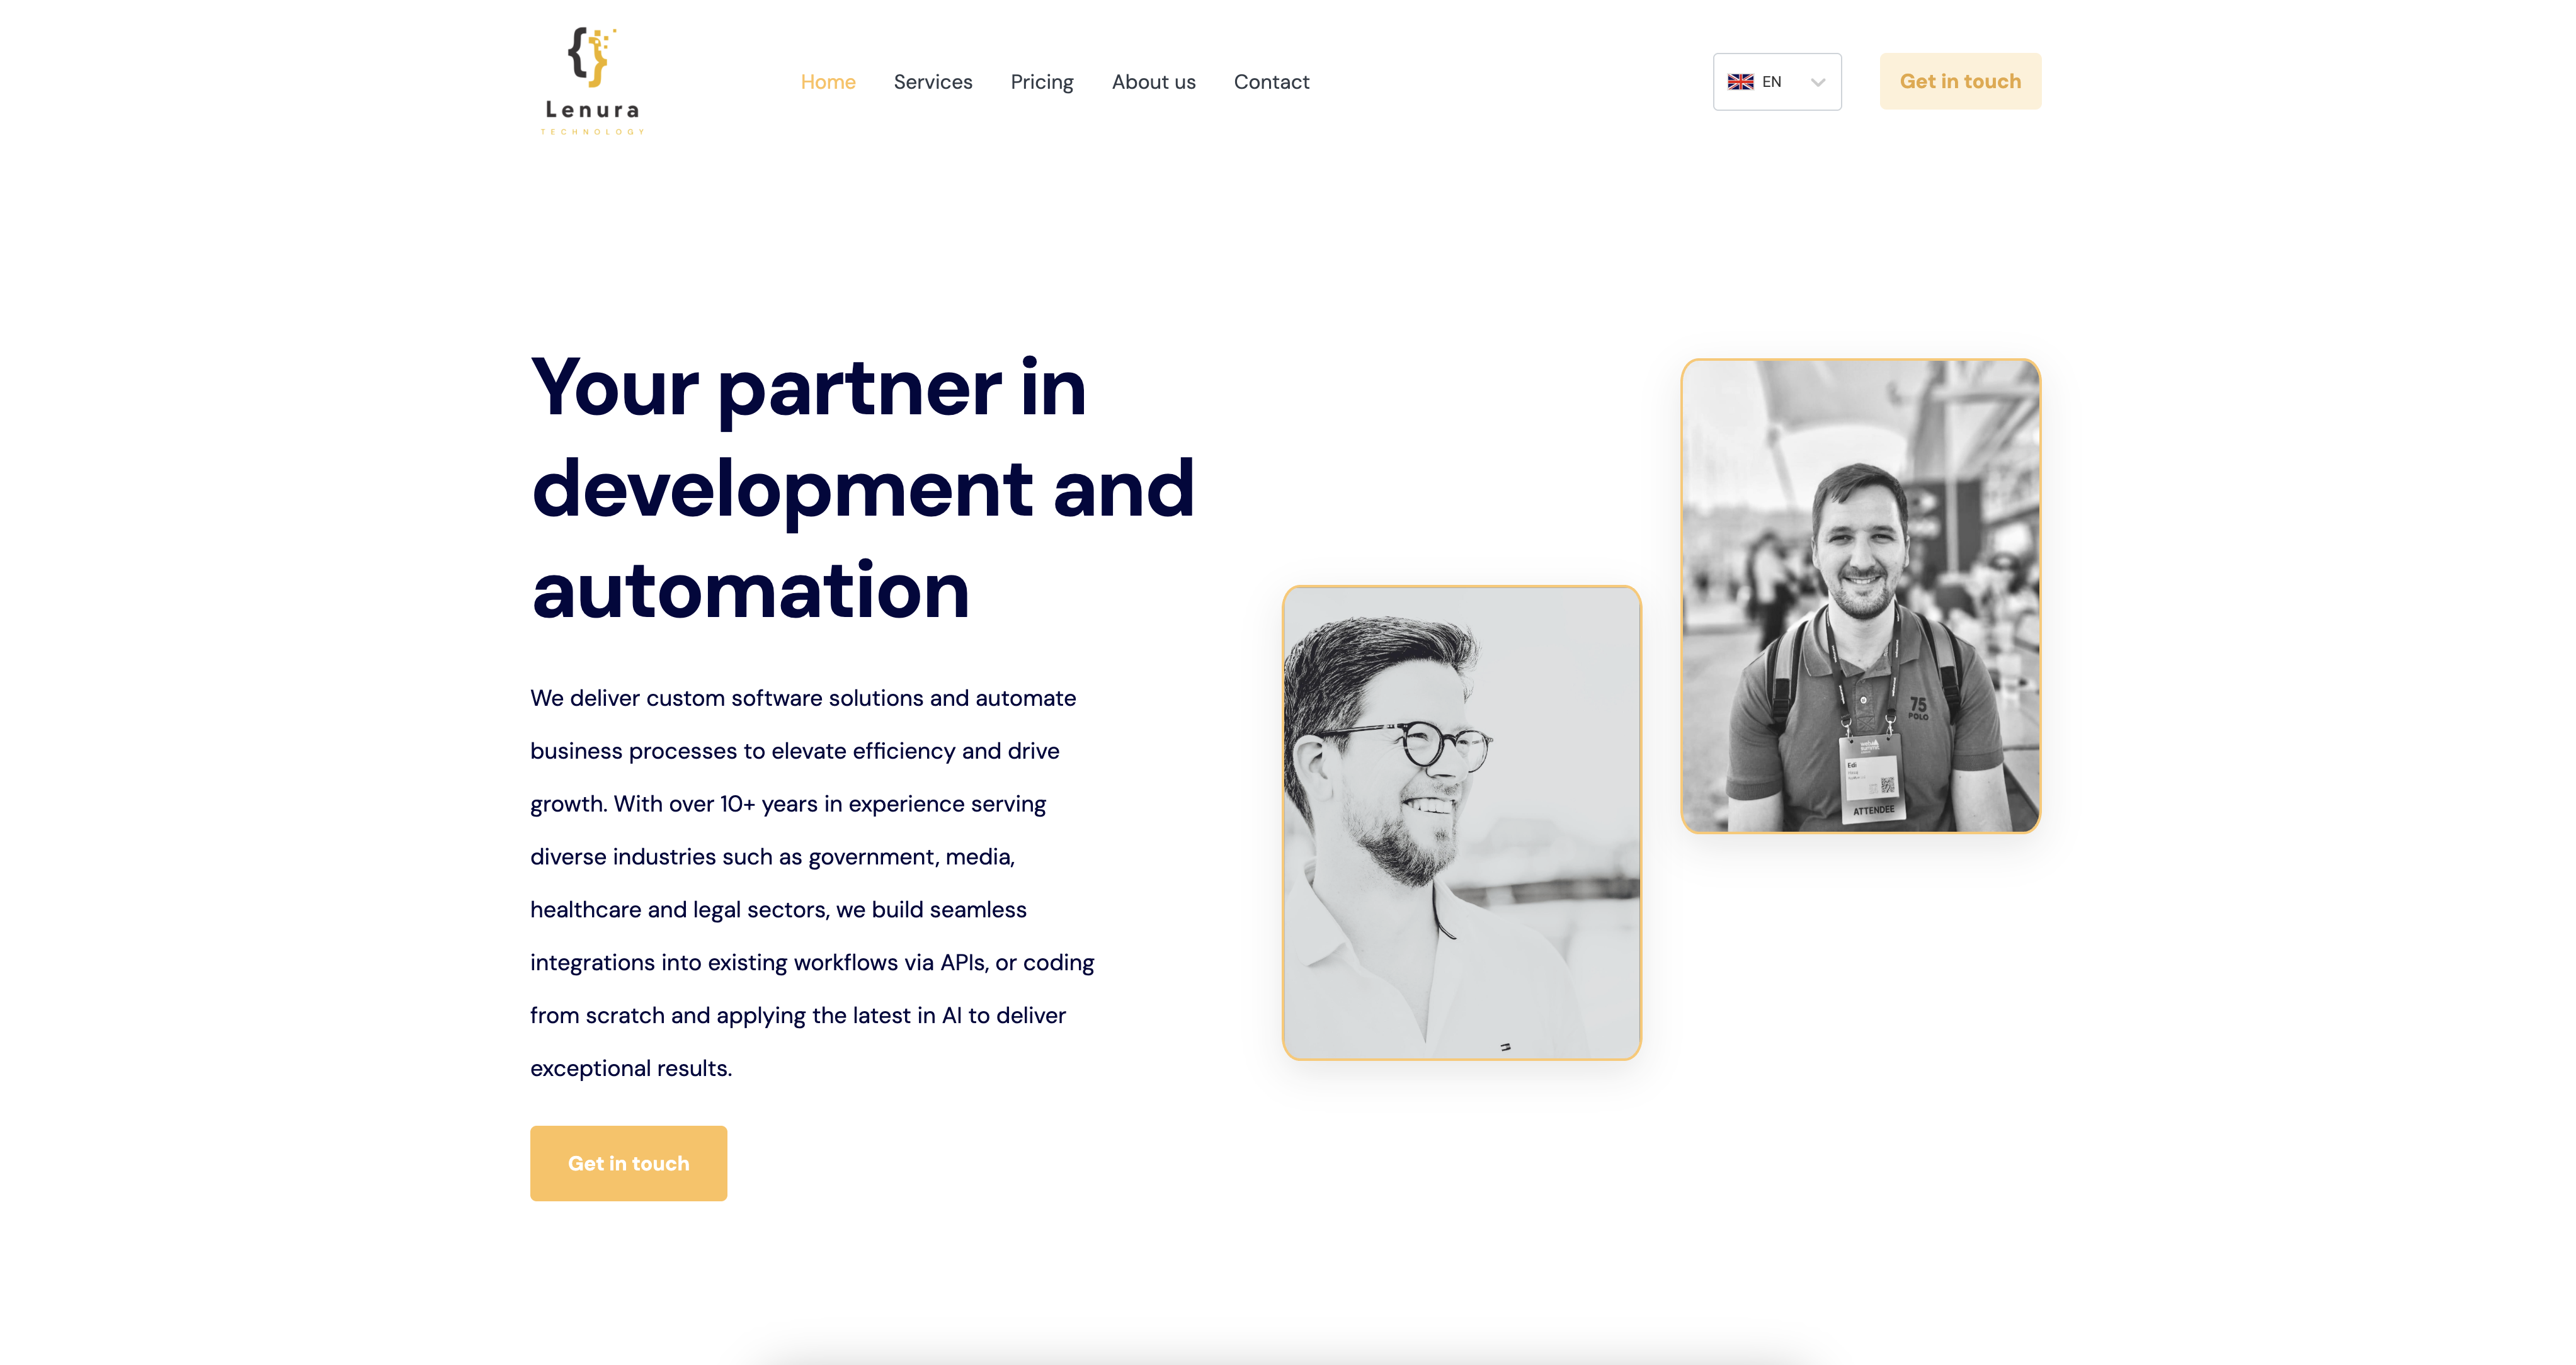 Lenura
TECHNOLOGY
Home
Services
Pricing
About us
Contact
EN
Get in touch
Your partner in
development and
automation
We deliver custom software solutions and automate
business processes to elevate efficiency and drive
growth. With over 10+ years in experience serving
diverse industries such as government, media,
healthcare and legal sectors, we build seamless
integrations into existing workflows via APIs, or coding
from scratch and applying the latest in AI to deliver
exceptional results.
Get in touch
75
POLO
Edi
ATTENDEE